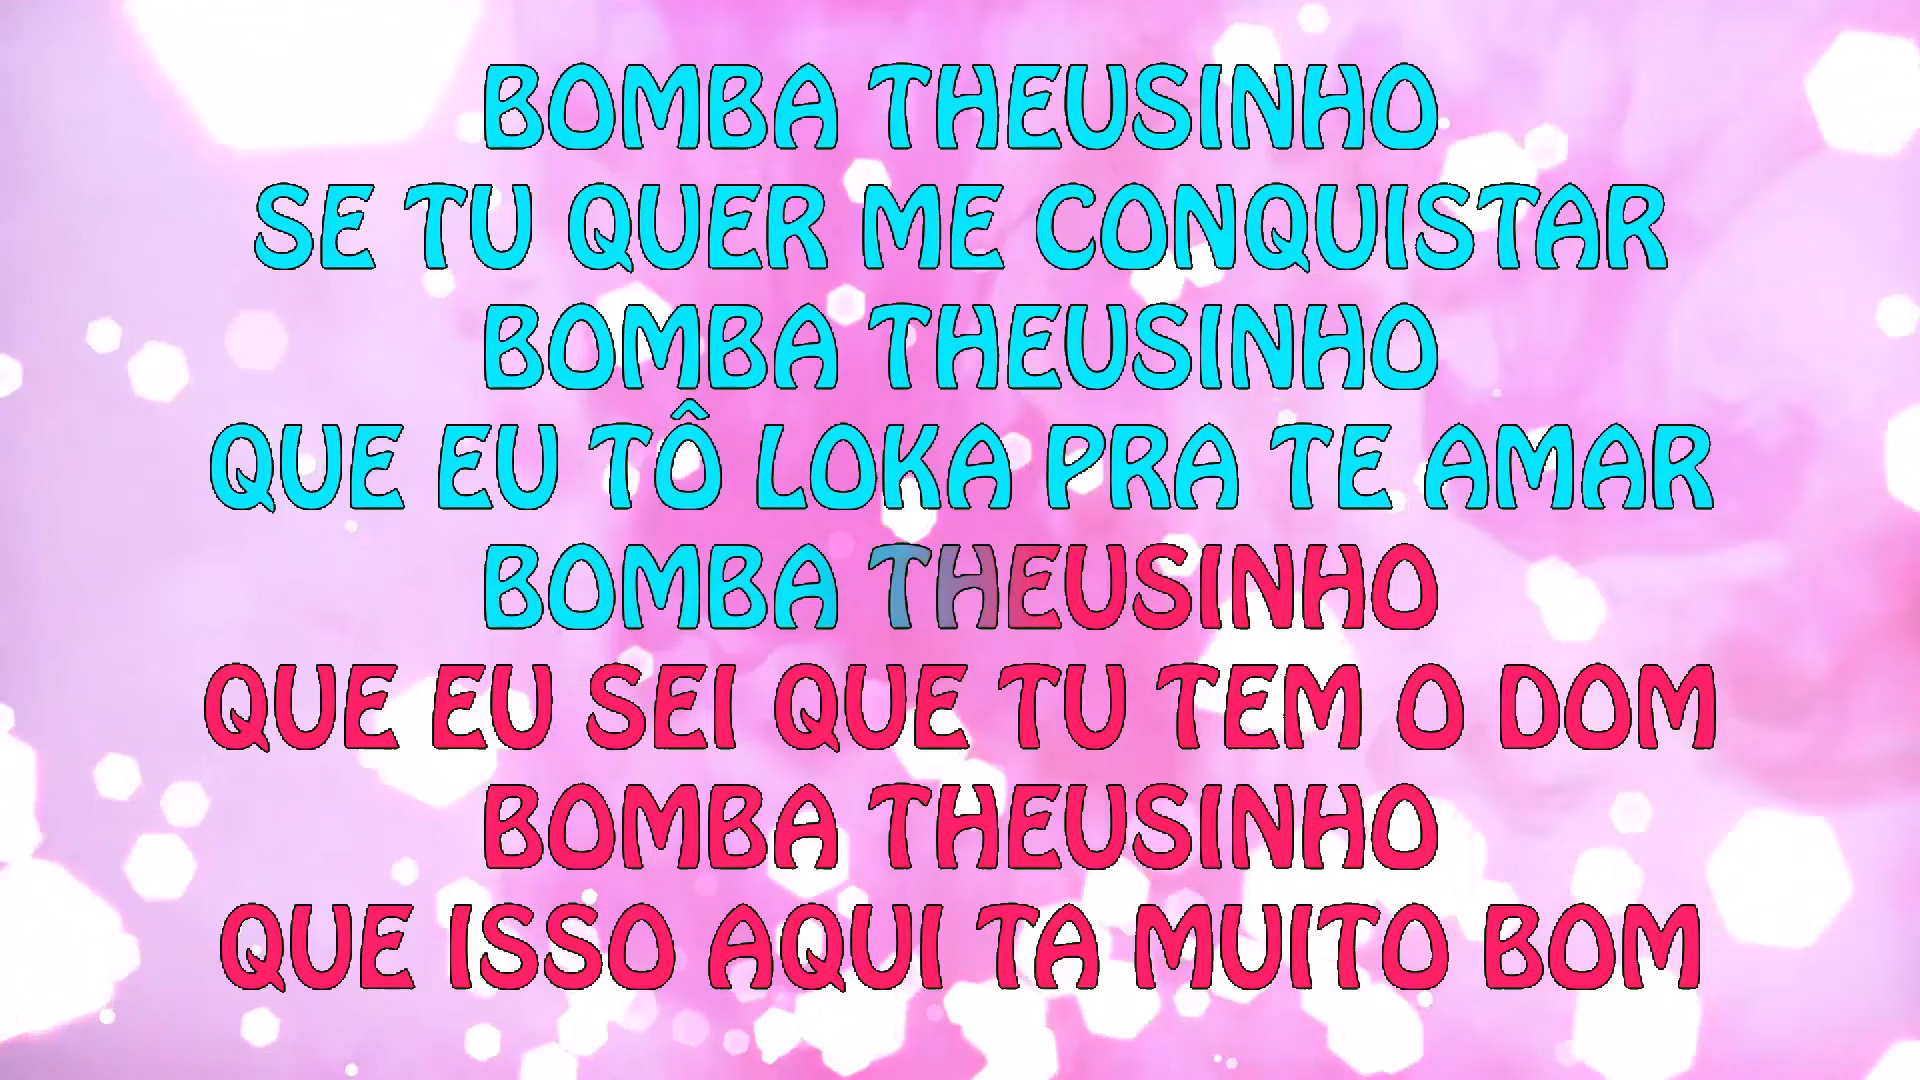 BOMBA THEUSINHO
SE TU QUER ME CONQUISTAR
BOMBA THEUSINHO
QUE EU TÔ LOKA PRA TE AMAR
BOMBA THEUSINHO
QUE EU SEI QUE TU TEM O DOM
BOMBA THEUSINHO
QUE ISSO AQUI TA MUITO BOM